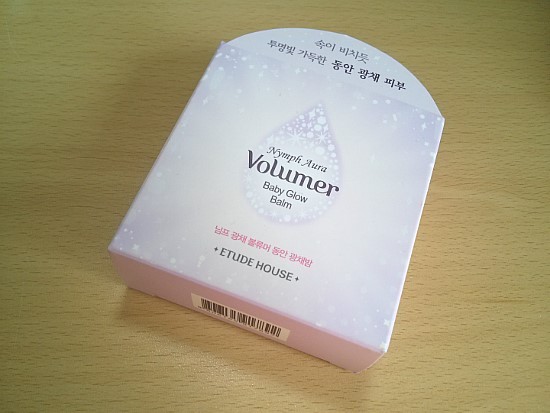 속이 비치듯
투명빛 가득한 동안 광채 피부
Nymph Aura
Volumer
Baby Glow
Balm
님프 광채 볼류머 동안 광채밤
ETUDE HOUSE